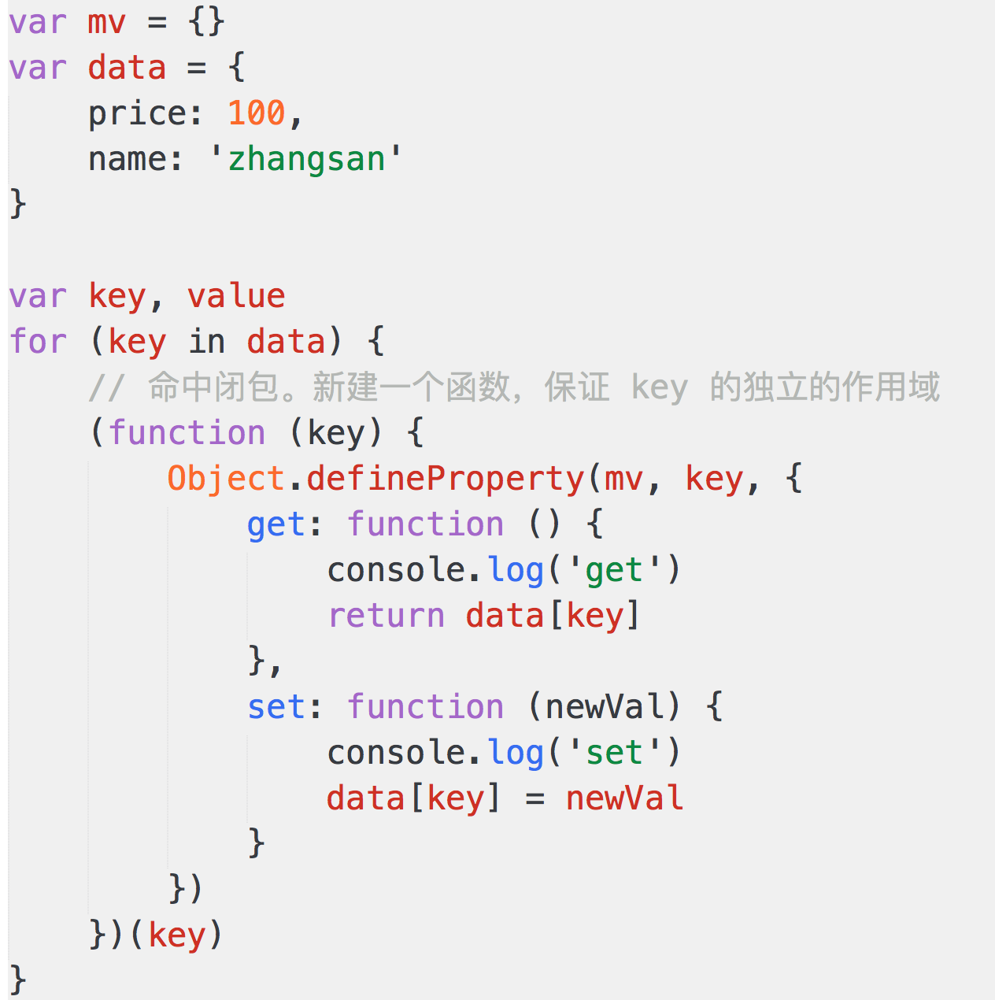 var mv = {}
var data = {
    price: 100,
    name: 'zhangsan'
}

var key, value
for (key in data) {
    // 命中闭包。新建一个函数，保证 key 的独立的作用域
    (function (key) {
        Object.defineProperty(mv, key, {
            get: function () {
                console.log('get')
                return data[key]
            },
            set: function (newVal) {
                console.log('set')
                data[key] = newVal
            }
        })
    })(key)
}